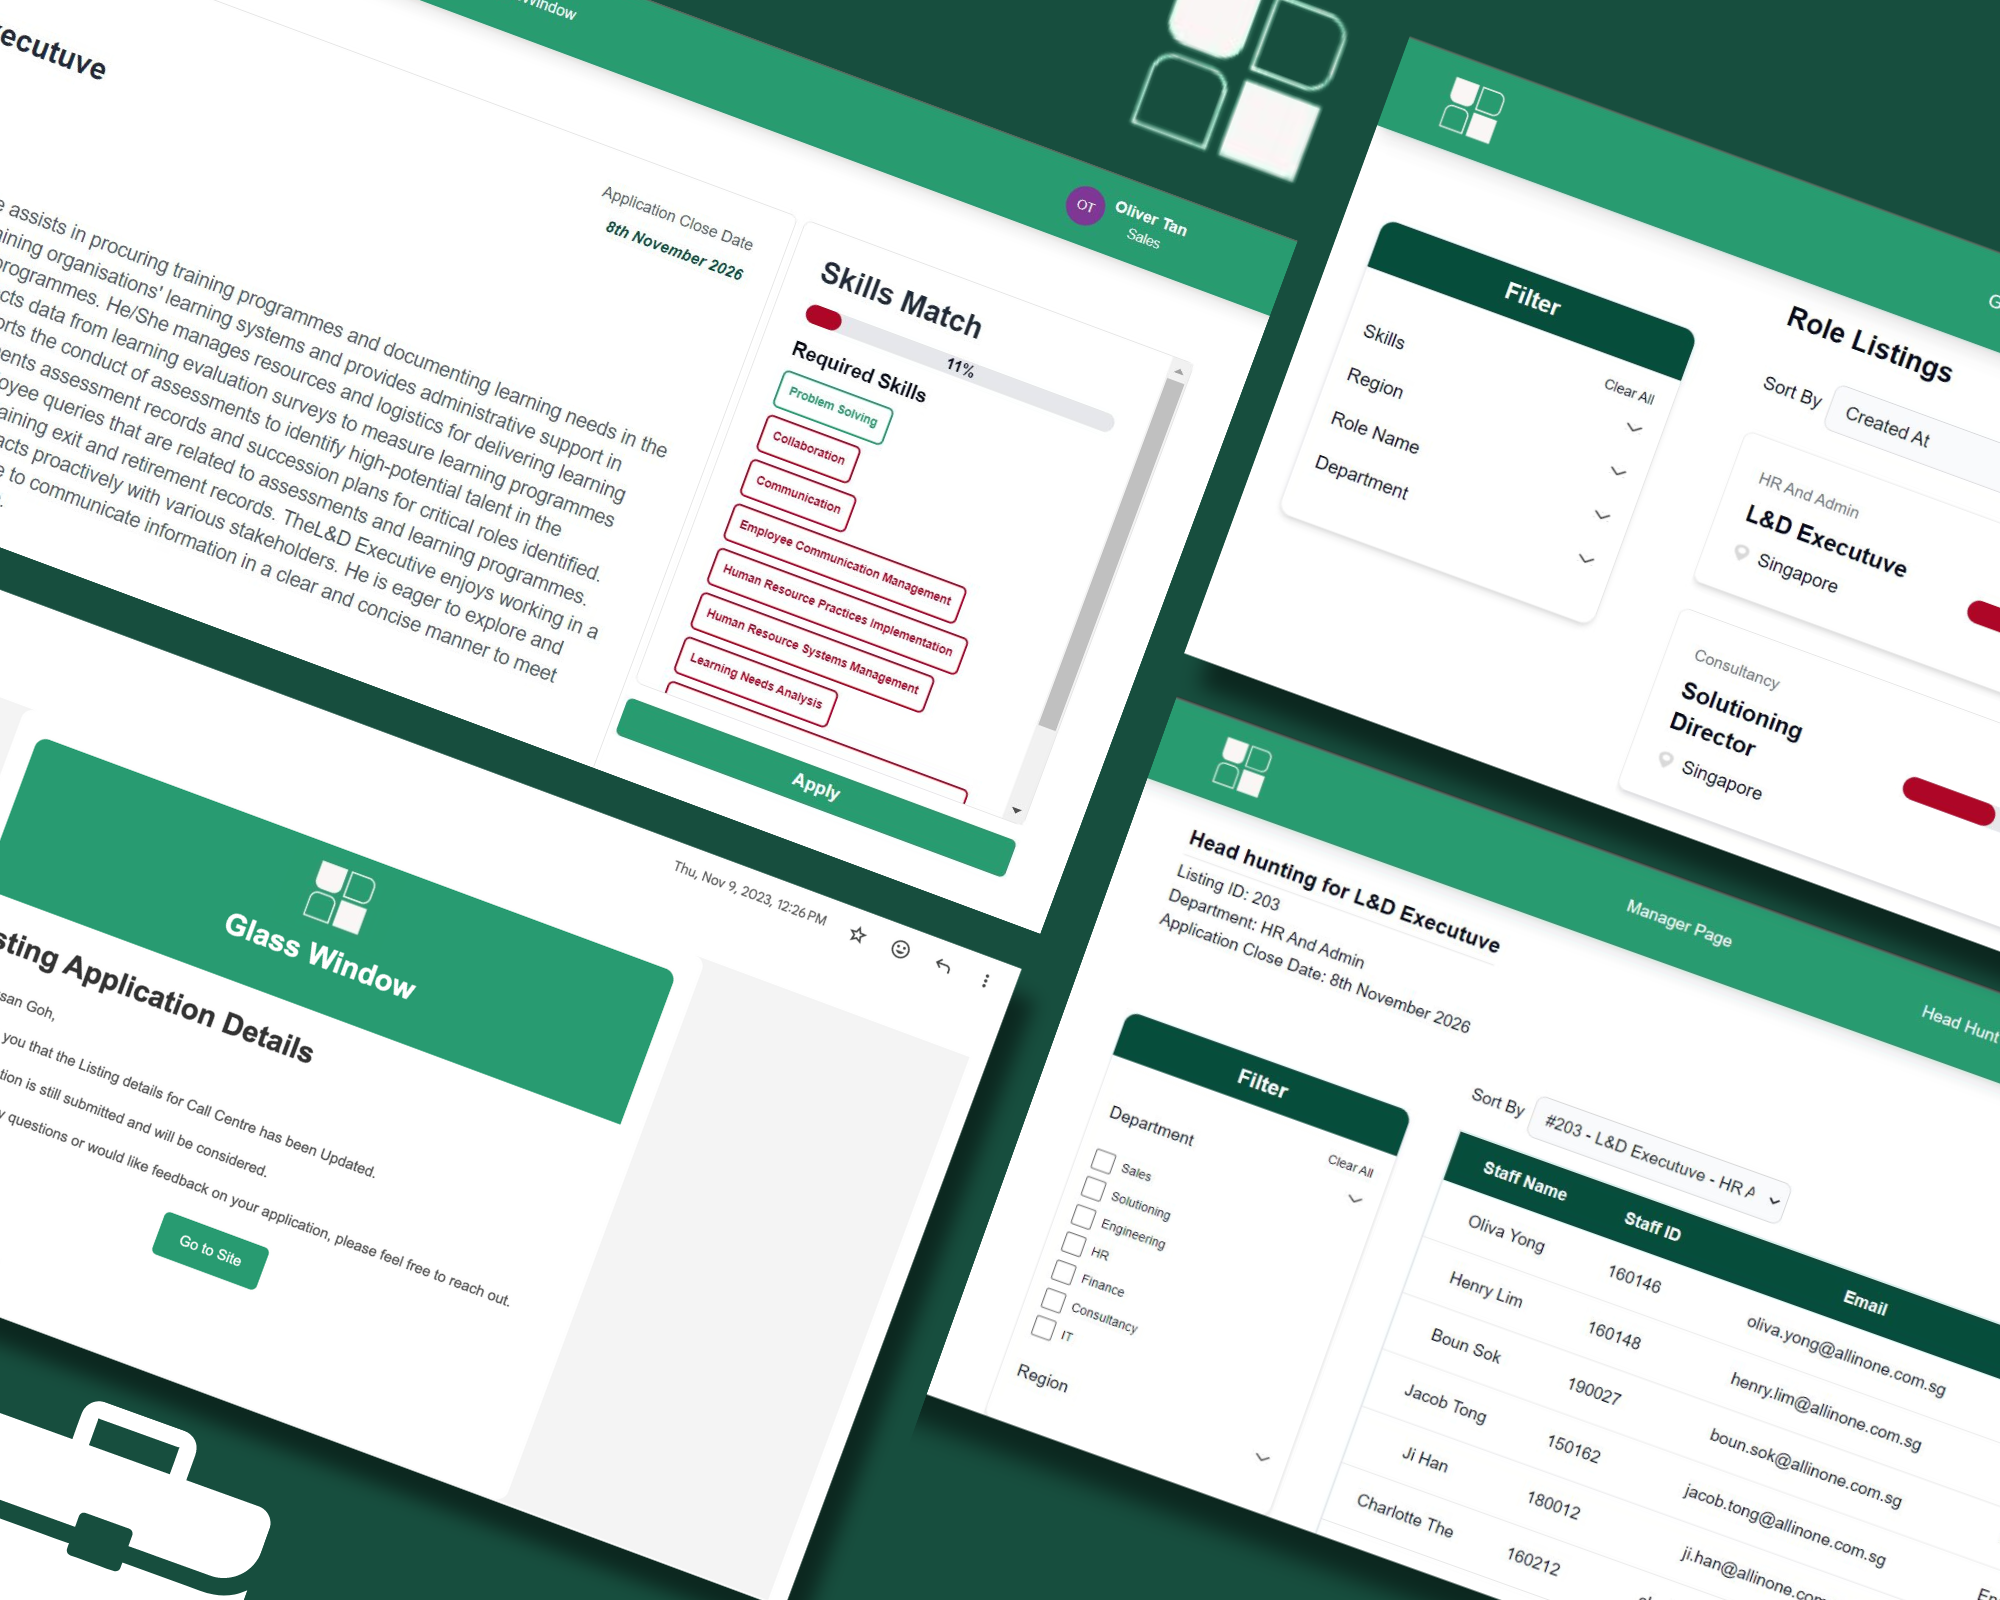 Window
Oliver Tan
Sales
OT
Application Close Date
8th November 2026
assists in procuring training programmes and documenting learning needs in the
organisations' learning systems and provides administrative support in
programmes. He/She manages resources and logistics for delivering learning
data from learning evaluation surveys to measure learning programmes
the conduct of assessments to identify high-potential talent in the
assessment records and succession plans for critical roles identified.
queries that are related to assessments and learning programmes.
exit and retirement records. TheL&D Executive enjoys working in a
proactively with various stakeholders. He is eager to explore and
to communicate information in a clear and concise manner to meet
Skills Match
11%
Required Skills
Problem Solving
Collaboration
Communication
Employee Communication Management
Human Resource Practices Implementation
Human Resource Systems Management
Learning Needs Analysis
Apply
Filter
Clear All
Skills
Region
Role Name
Department
Role Listings
Sort By
Created At
HR And Admin
L&D Executuve
Singapore
Consultancy
Solutioning
Director
Singapore
Thu, Nov 9, 2023, 12:26 PM
Glass Window
Application Details
Goh,
you that the Listing details for Call Centre has been Updated.
is still submitted and will be considered.
questions or would like feedback on your application, please feel free to reach out.
Go to Site
Manager Page
Head Hunt
Head hunting for L&D Executuve
Listing ID: 203
Department: HR And Admin
Application Close Date: 8th November 2026
Filter
Clear All
Department
Sales
Solutioning
Engineering
HR
Finance
Consultancy
IT
Region
Sort By
#203 - L&D Executuve - HR A
Staff Name Staff ID Email
Oliva Yong 160146 oliva.yong@allinone.com.sg
Henry Lim 160148 henry.lim@allinone.com.sg
Boun Sok 190027 boun.sok@allinone.com.sg
Jacob Tong 150162 jacob.tong@allinone.com.sg
Ji Han 180012 ji.han@allinone.com
Charlotte The 160212